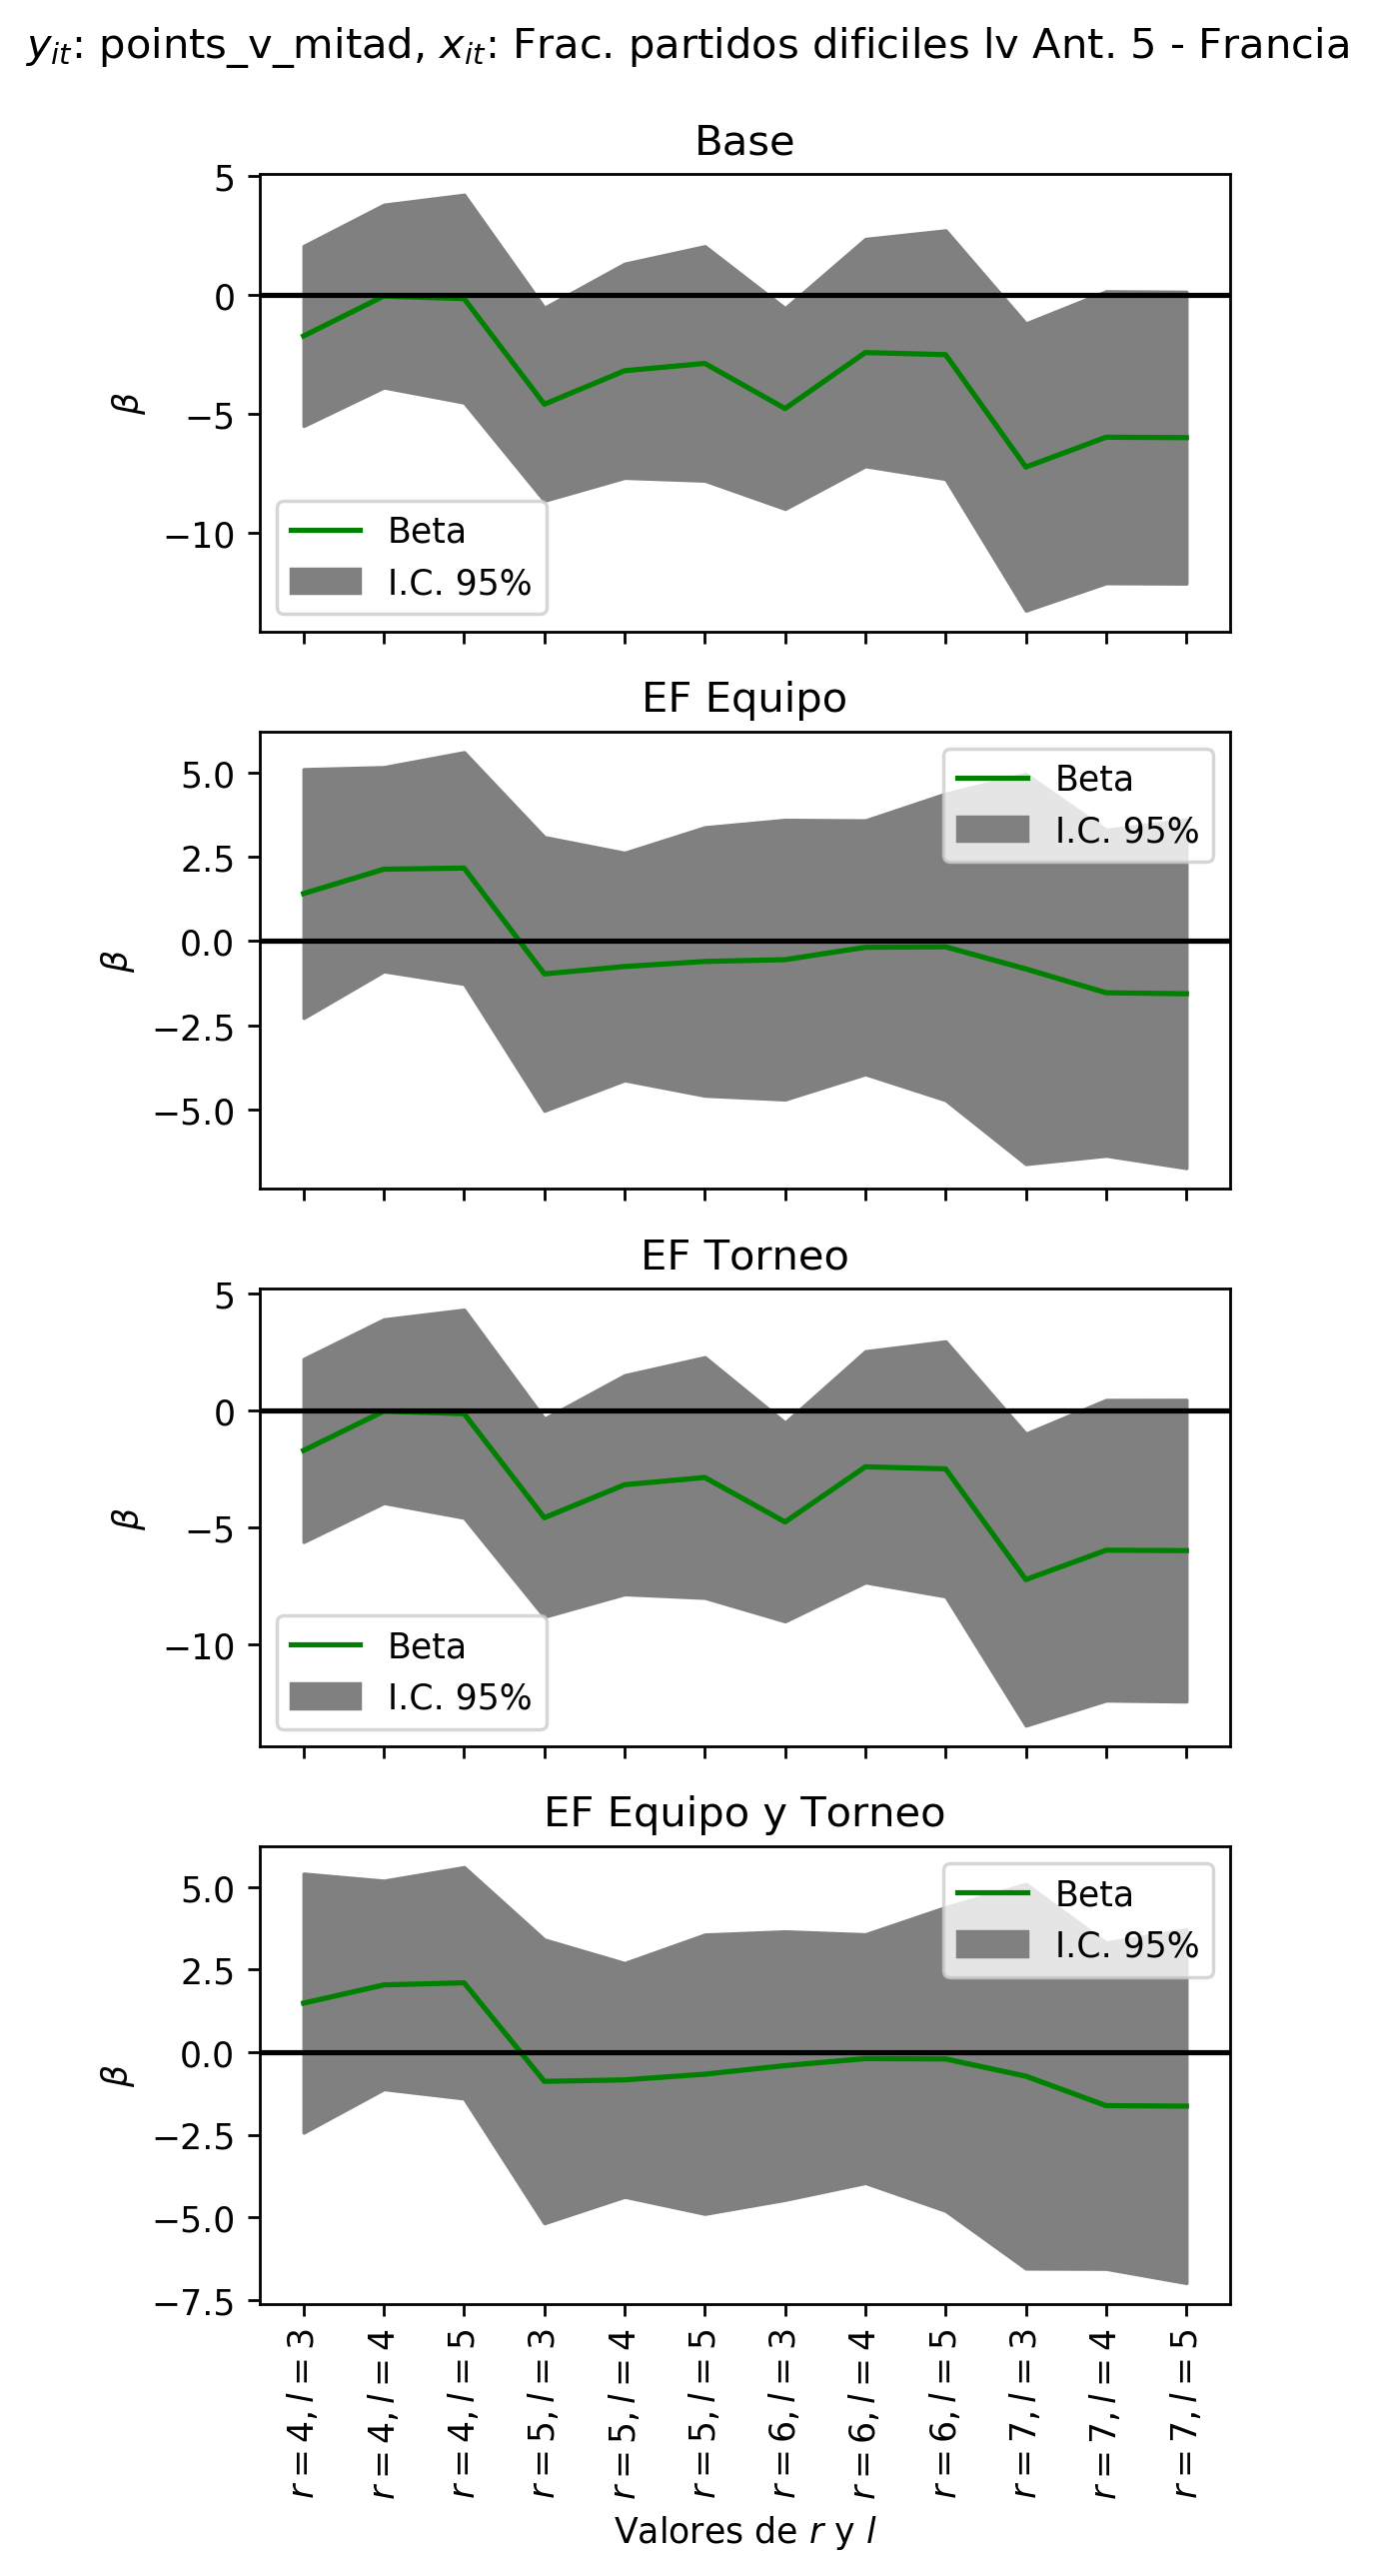 y_it: points_v_mitad, x_it: Frac. partidos dificiles lv Ant. 5 - Francia
Base
5
0
−5
−10
β
Beta
I.C. 95%
EF Equipo
5.0
2.5
0.0
−2.5
−5.0
β
Beta
I.C. 95%
EF Torneo
5
0
−5
−10
β
Beta
I.C. 95%
EF Equipo y Torneo
5.0
2.5
0.0
−2.5
−5.0
−7.5
β
Beta
I.C. 95%
r = 4, l = 3
r = 4, l = 4
r = 4, l = 5
r = 5, l = 3
r = 5, l = 4
r = 5, l = 5
r = 6, l = 3
r = 6, l = 4
r = 6, l = 5
r = 7, l = 3
r = 7, l = 4
r = 7, l = 5
Valores de r y l